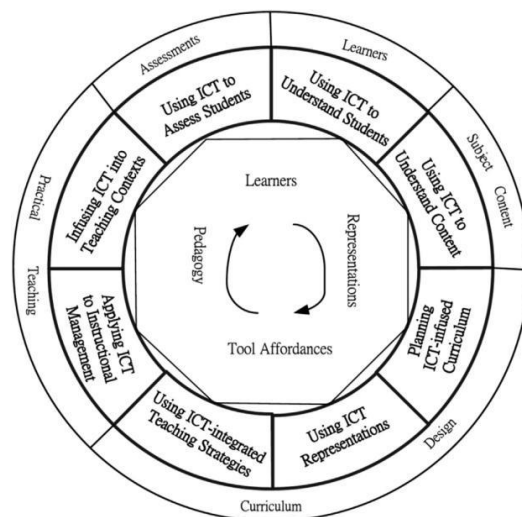 Assessments
Learners
Subject
Content
Design
Curriculum
Teaching
Practical
Using ICT to
Assess Students
Using ICT to
Understand Students
Using ICT to
Understand Content
Planning
ICT-infused
Curriculum
Using ICT
Representations
Using ICT-integrated
Teaching Strategies
Applying ICT
to Instructional
Management
Infusing ICT into
Teaching Contexts
Learners
Representations
Tool Affordances
Pedagogy